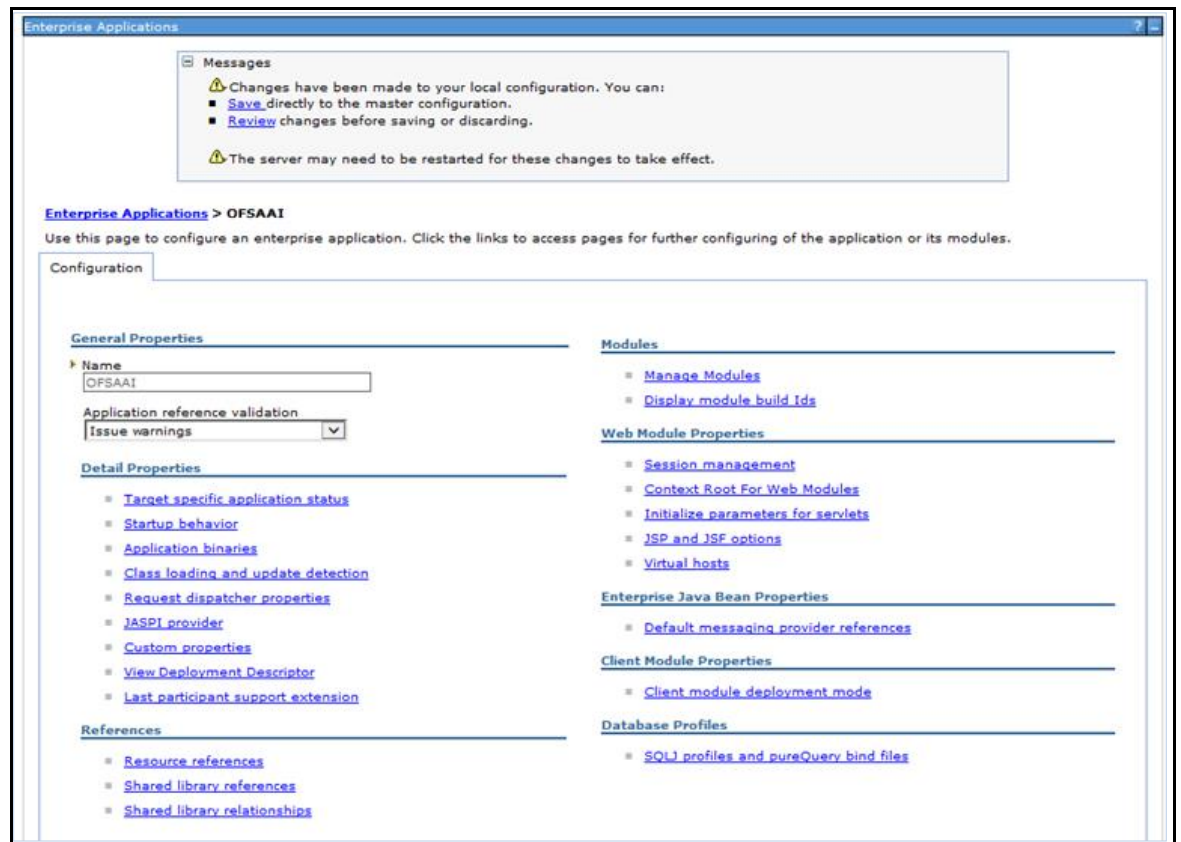 Enterprise Applications ? –
Messages
Changes have been made to your local configuration. You can:
Save directly to the master configuration.
Review changes before saving or discarding.
The server may need to be restarted for these changes to take effect.
Enterprise Applications > OFSAAI
Use this page to configure an enterprise application. Click the links to access pages for further configuring of the application or its modules.
Configuration
General Properties
Name
OFSAAI
Application reference validation
Issue warnings
Detail Properties
Target specific application status
Startup behavior
Application binaries
Class loading and update detection
Request dispatcher properties
JASPI provider
Custom properties
View Deployment Descriptor
Last participant support extension
References
Resource references
Shared library references
Shared library relationships
Modules
Manage Modules
Display module build Ids
Web Module Properties
Session management
Context Root For Web Modules
Initialize parameters for servlets
JSP and JSF options
Virtual hosts
Enterprise Java Bean Properties
Default messaging provider references
Client Module Properties
Client module deployment mode
Database Profiles
SQLJ profiles and pureQuery bind files